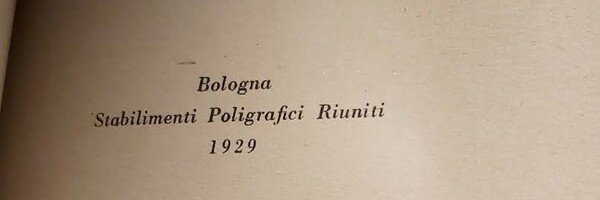 Bologna
Stabilimenti Poligrafici Riuniti
1929